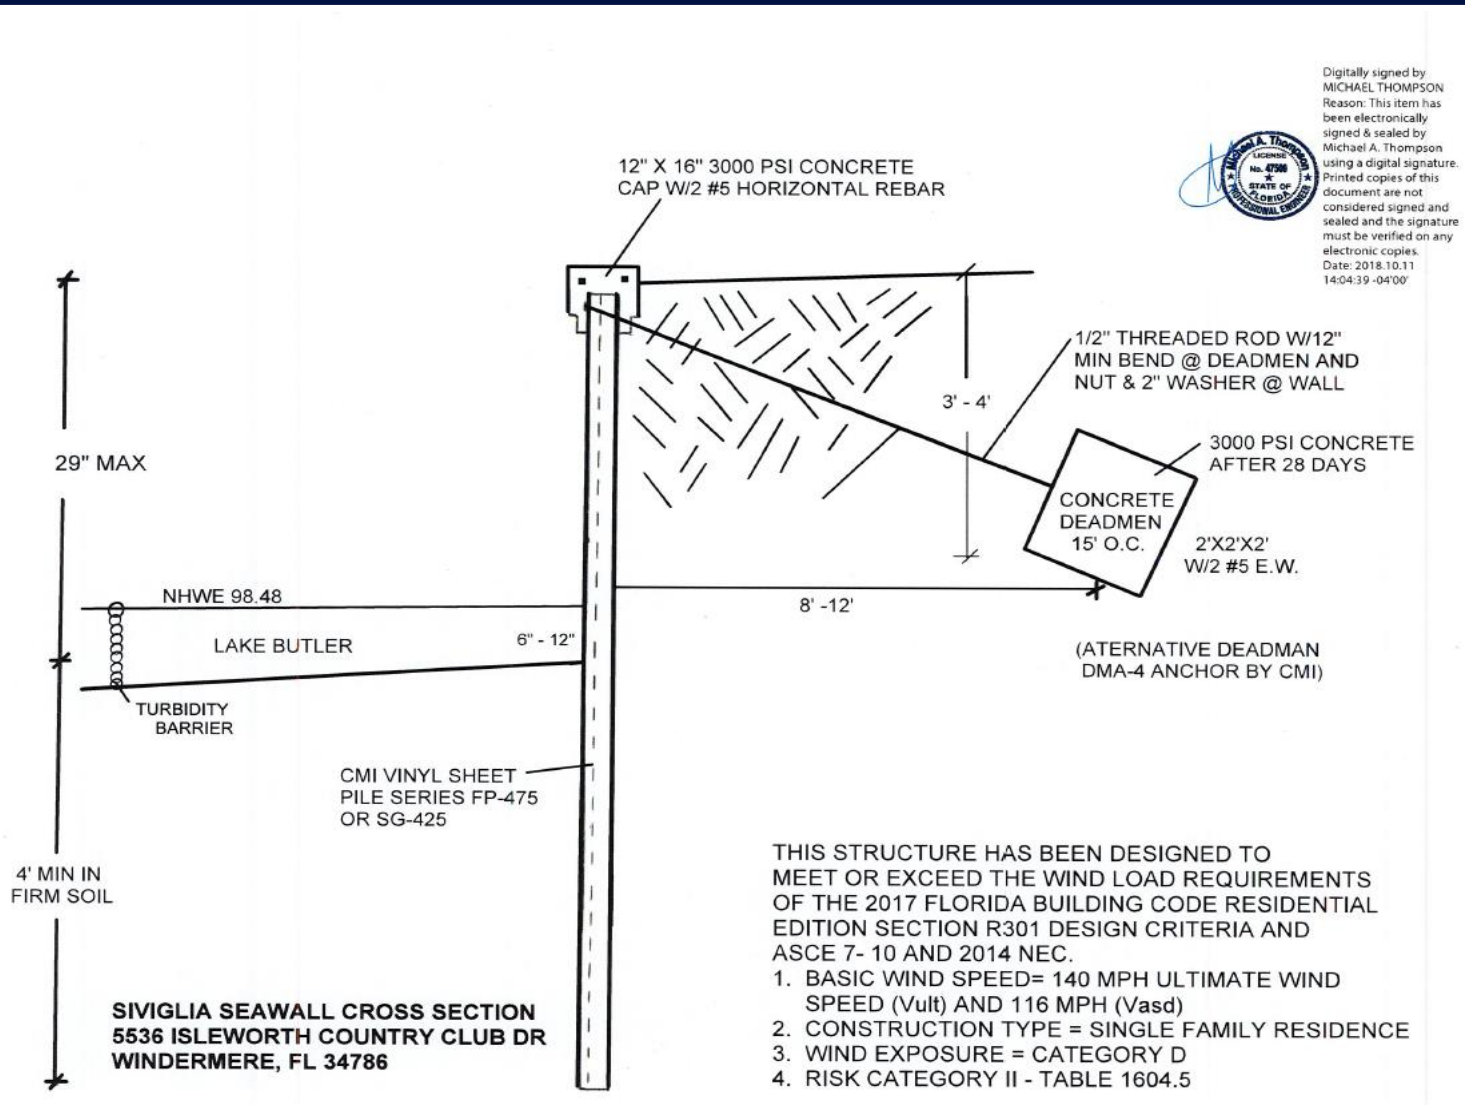 Digitally signed by
MICHAEL THOMPSON
Reason: This item has
been electronically
signed & sealed by
Michael A. Thompson
using a digital signature.
Printed copies of this
document are not
considered signed and
sealed and the signature
must be verified on any
electronic copies.
Date: 2018.10.11
14:04:39 -04'00'
Michael A. Thompson
LICENSE
No. 47509
STATE OF
FLORIDA
PROFESSIONAL ENGINEER
12" X 16" 3000 PSI CONCRETE
CAP W/2 #5 HORIZONTAL REBAR
1/2" THREADED ROD W/12"
MIN BEND @ DEADMEN AND
NUT & 2" WASHER @ WALL
3' - 4'
29" MAX
3000 PSI CONCRETE
AFTER 28 DAYS
CONCRETE
DEADMEN
15' O.C.
2'X2'X2'
W/2 #5 E.W.
NHWE 98.48
8' -12'
LAKE BUTLER
6" - 12"
(ATERNATIVE DEADMAN
DMA-4 ANCHOR BY CMI)
TURBIDITY
BARRIER
CMI VINYL SHEET
PILE SERIES FP-475
OR SG-425
4' MIN IN
FIRM SOIL
THIS STRUCTURE HAS BEEN DESIGNED TO
MEET OR EXCEED THE WIND LOAD REQUIREMENTS
OF THE 2017 FLORIDA BUILDING CODE RESIDENTIAL
EDITION SECTION R301 DESIGN CRITERIA AND
ASCE 7- 10 AND 2014 NEC.
1. BASIC WIND SPEED= 140 MPH ULTIMATE WIND
SPEED (Vult) AND 116 MPH (Vasd)
2. CONSTRUCTION TYPE = SINGLE FAMILY RESIDENCE
3. WIND EXPOSURE = CATEGORY D
4. RISK CATEGORY II - TABLE 1604.5
SIVIGLIA SEAWALL CROSS SECTION
5536 ISLEWORTH COUNTRY CLUB DR
WINDERMERE, FL 34786